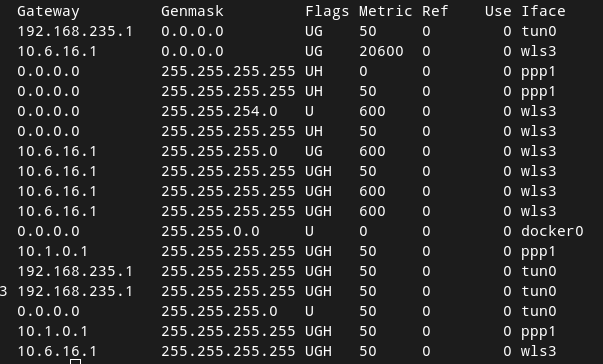 Gateway Genmask Flags Metric Ref Use Iface
192.168.235.1 0.0.0.0 UG 50 0 0 tun0
10.6.16.1 0.0.0.0 UG 20600 0 0 wls3
0.0.0.0 255.255.255.255 UH 0 0 0 ppp1
0.0.0.0 255.255.255.255 UH 50 0 0 ppp1
0.0.0.0 255.255.254.0 U 600 0 0 wls3
0.0.0.0 255.255.255.255 UH 50 0 0 wls3
10.6.16.1 255.255.255.0 UG 600 0 0 wls3
10.6.16.1 255.255.255.255 UGH 50 0 0 wls3
10.6.16.1 255.255.255.255 UGH 600 0 0 wls3
10.6.16.1 255.255.255.255 UGH 600 0 0 wls3
0.0.0.0 255.255.0.0 U 0 0 0 docker0
10.1.0.1 255.255.255.255 UGH 50 0 0 ppp1
192.168.235.1 255.255.255.255 UGH 50 0 0 tun0
3 192.168.235.1 255.255.255.255 UGH 50 0 0 tun0
0.0.0.0 255.255.255.0 U 50 0 0 tun0
10.1.0.1 255.255.255.255 UGH 50 0 0 ppp1
10.6.16.1 255.255.255.255 UGH 50 0 0 wls3